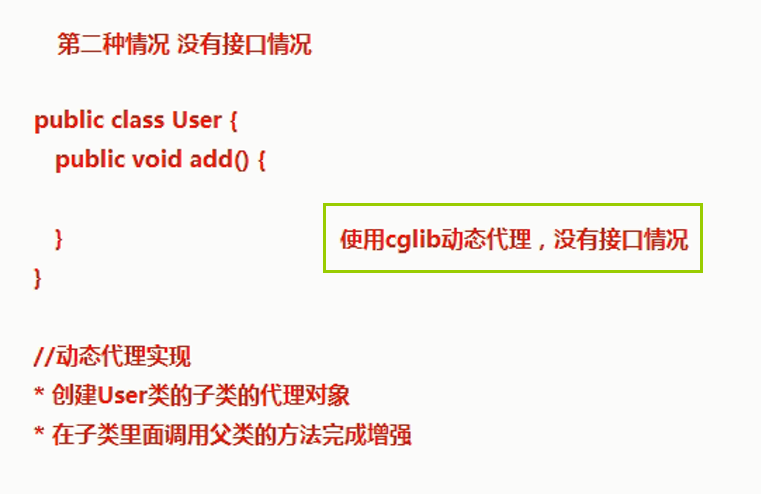 第二种情况 没有接口情况
public class User {
public void add() {
}
使用cglib动态代理，没有接口情况
}
//动态代理实现
* 创建User类的子类的代理对象
* 在子类里面调用父类的方法完成增强